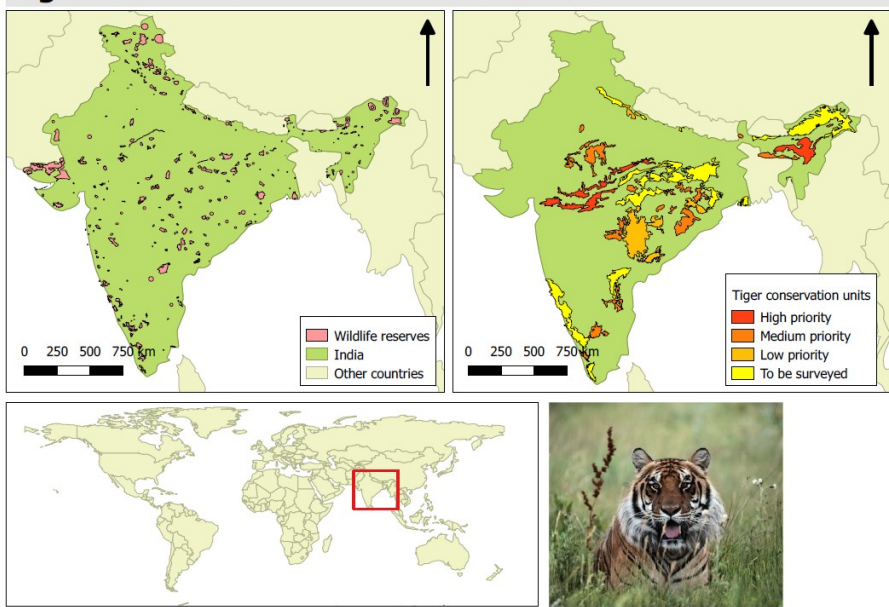 Wildlife reserves
India
Other countries
0 250 500 750 km
Tiger conservation units
High priority
Medium priority
Low priority
To be surveyed
0 250 500 750 km